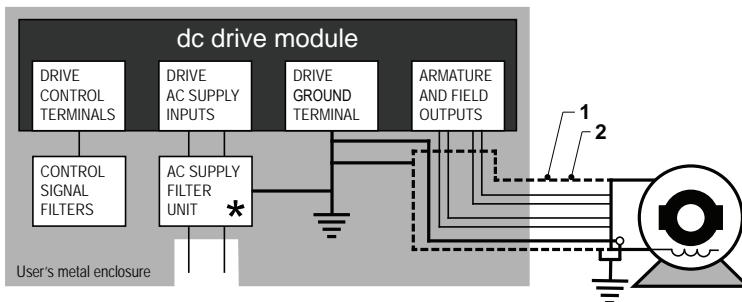 dc drive module
DRIVE
CONTROL
TERMINALS
DRIVE
AC SUPPLY
INPUTS
DRIVE
GROUND
TERMINAL
ARMATURE
AND FIELD
OUTPUTS
1
2
CONTROL
SIGNAL
FILTERS
AC SUPPLY
FILTER
UNIT *
User's metal enclosure